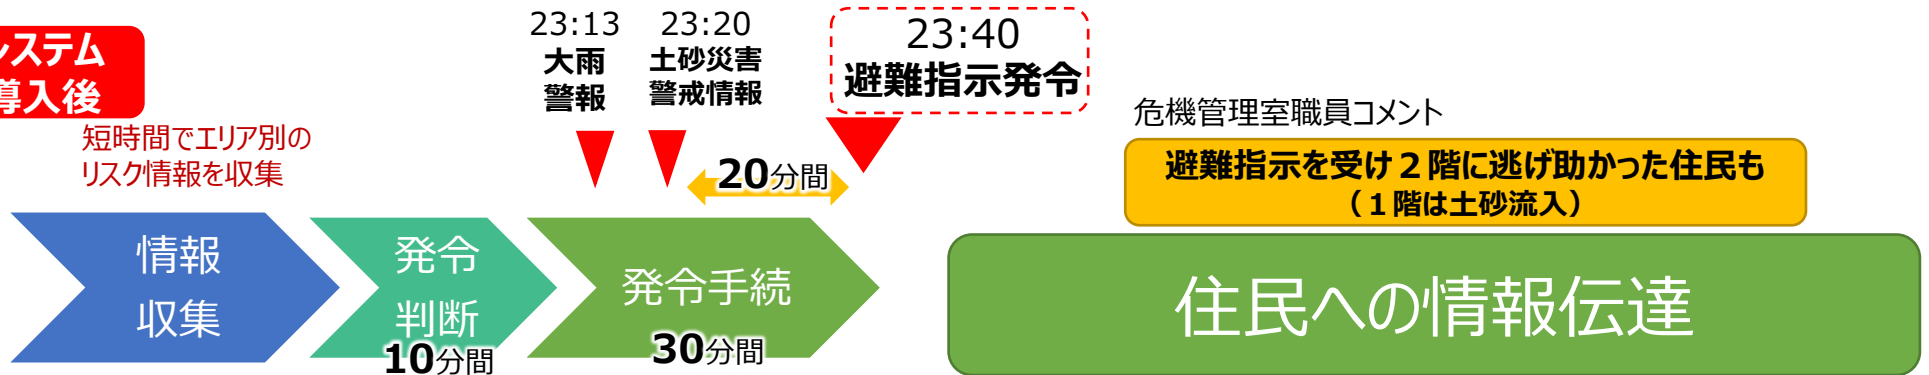 システム
導入後
短時間でエリア別の
リスク情報を収集
23:13
大雨
警報
23:20
土砂災害
警戒情報
23:40
避難指示発令
20分間
危機管理室職員コメント
避難指示を受け２階に逃げ助かった住民も
（１階は土砂流入）
情報
収集
発令
判断
10分間
発令手続
30分間
住民への情報伝達